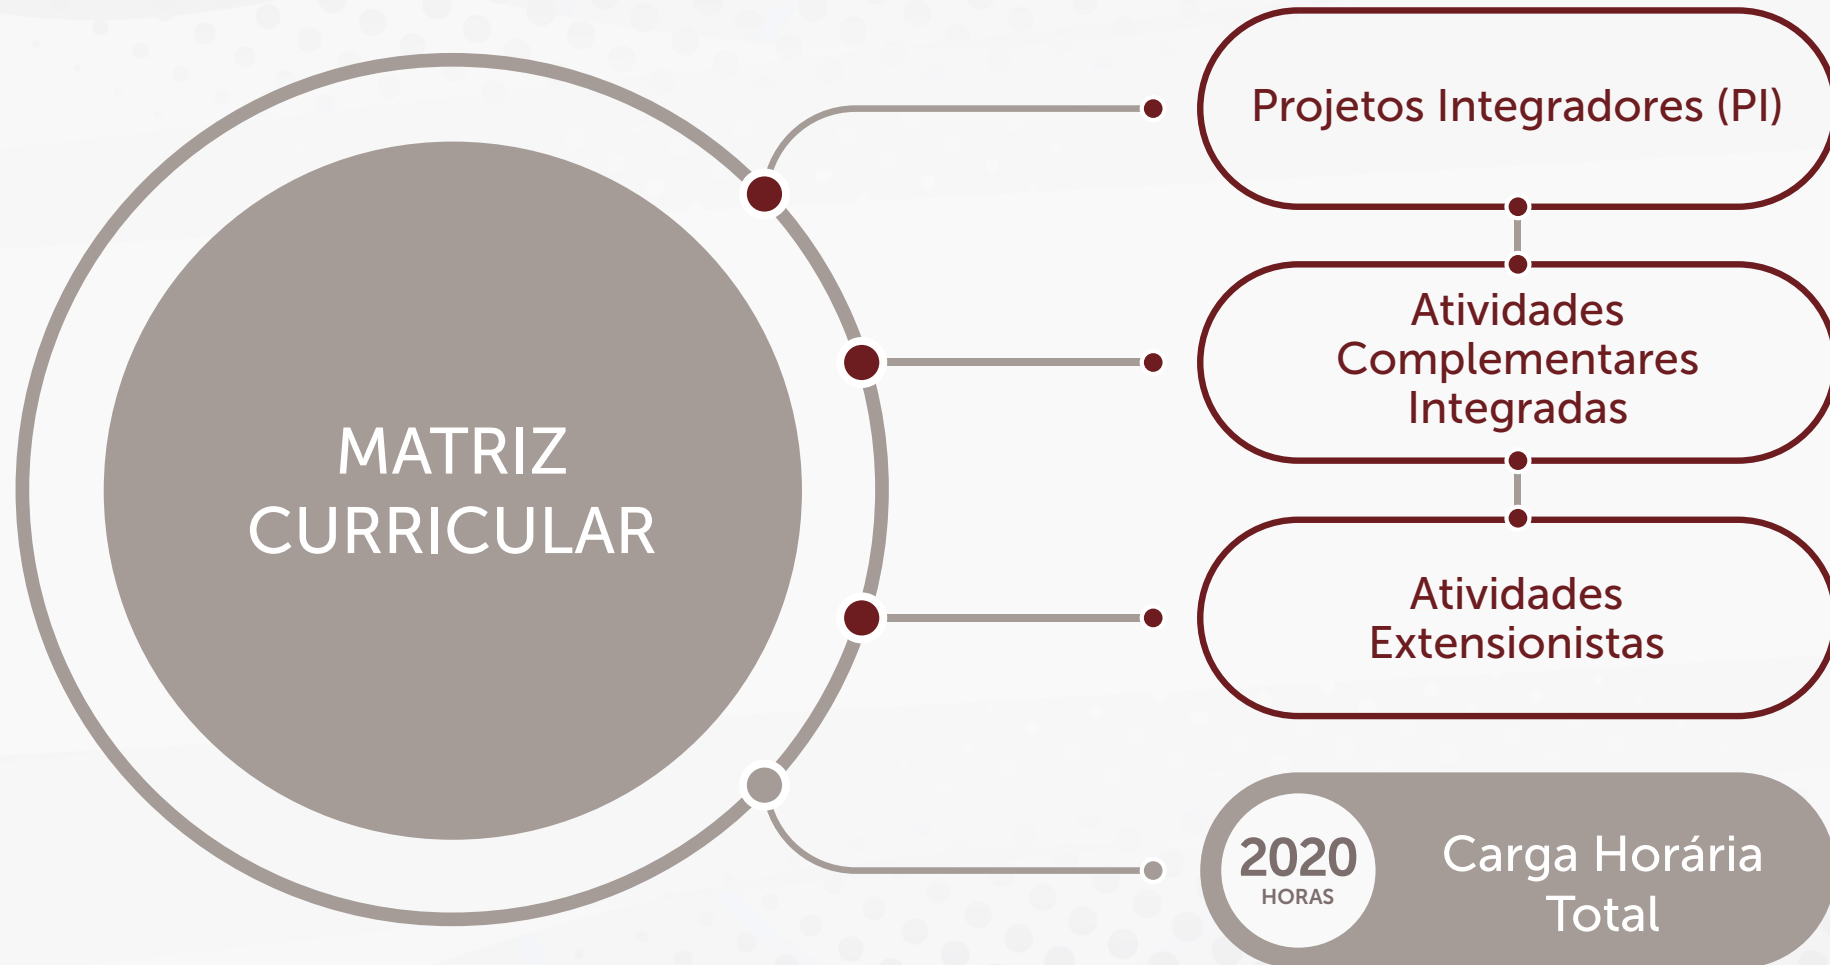 MATRIZ
CURRICULAR
Projetos Integradores (PI)
Atividades
Complementares
Integradas
Atividades
Extensionistas
2020
HORAS
Carga Horária
Total